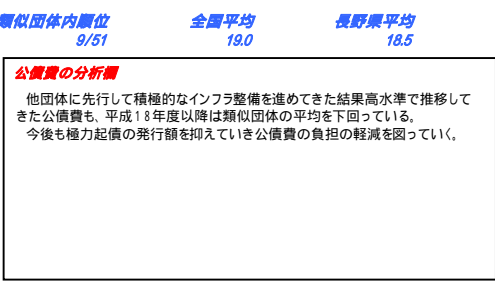 類似団体内順位 全国平均 長野県平均
9/51 19.0 18.5
公債費の分析欄
他団体に先行して積極的なインフラ整備を進めてきた結果高水準で推移して
きた公債費も、平成18年度以降は類似団体の平均を下回っている。
今後も極力起債の発行額を抑えていき公債費の負担の軽減を図っていく。